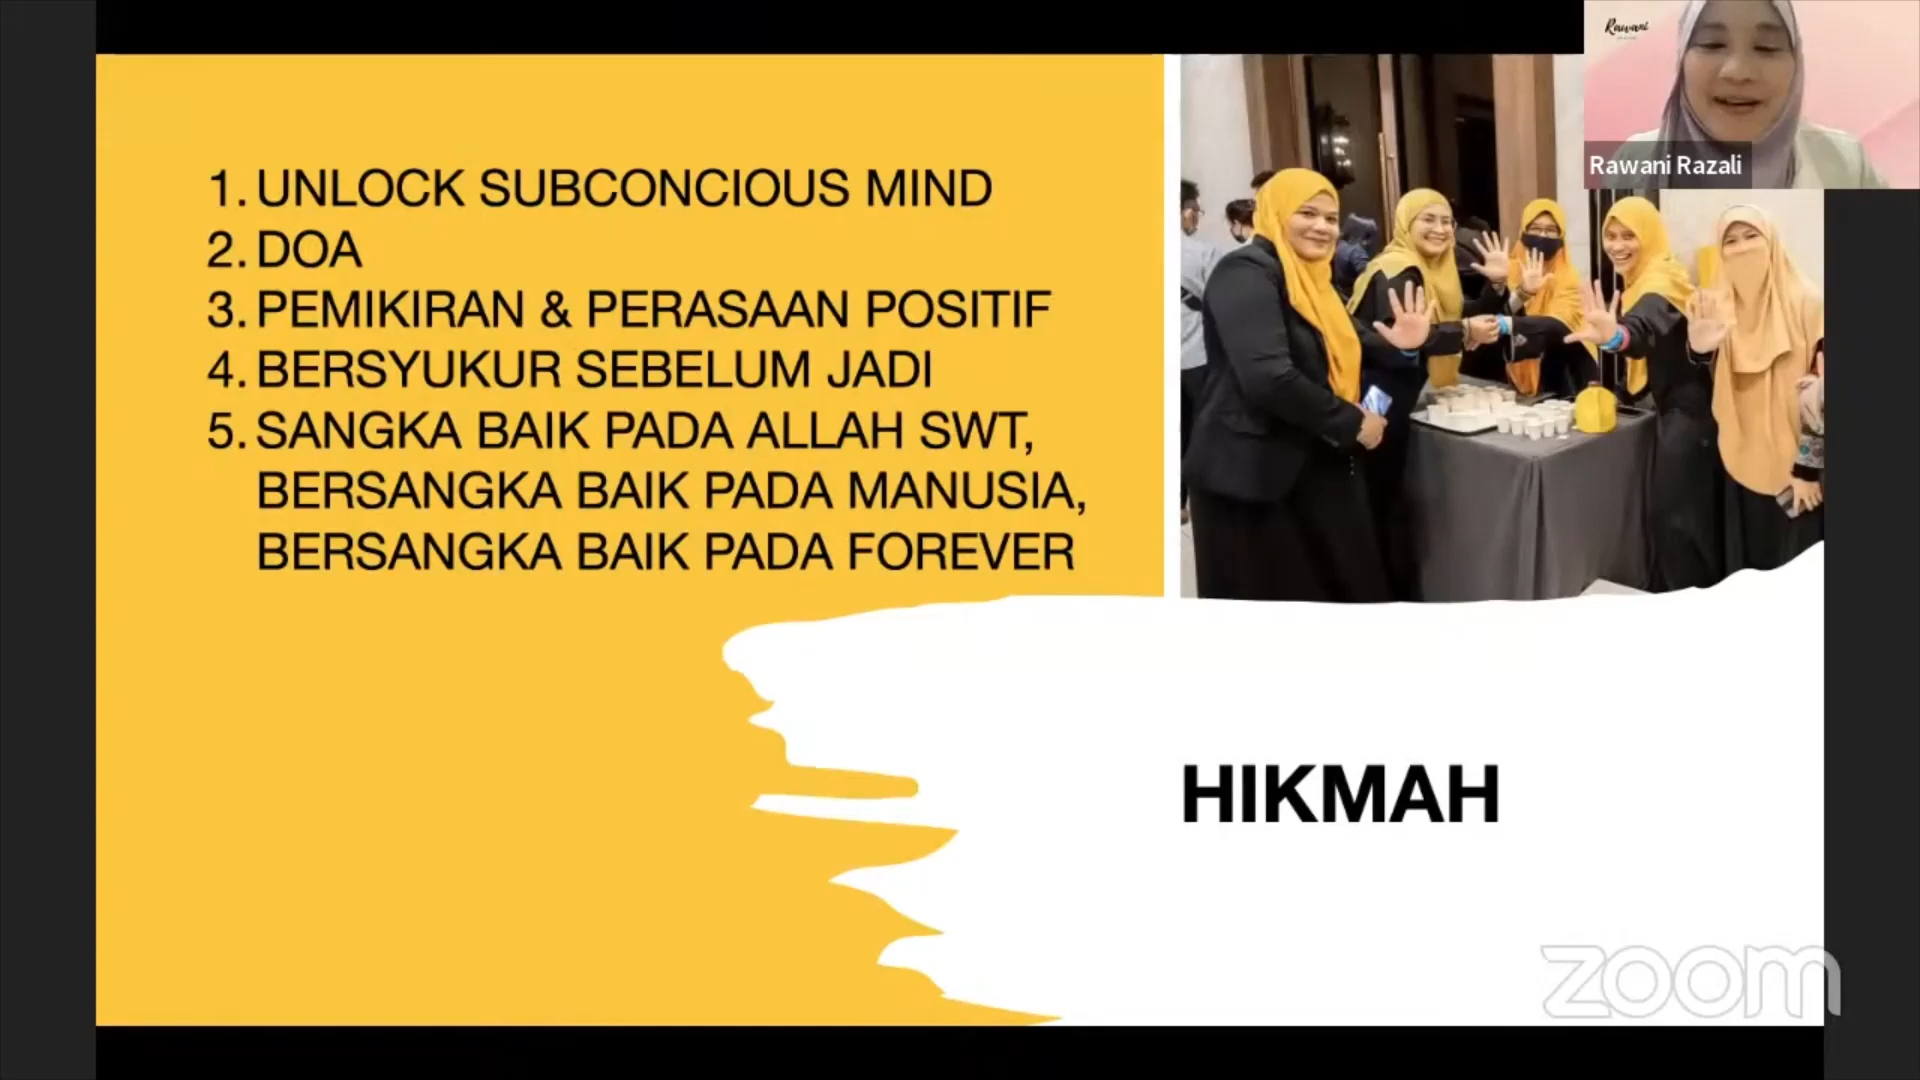 1. UNLOCK SUBCONCIOUS MIND
2. DOA
3. PEMIKIRAN & PERASAAN POSITIF
4. BERSYUKUR SEBELUM JADI
5. SANGKA BAIK PADA ALLAH SWT,
BERSANGKA BAIK PADA MANUSIA,
BERSANGKA BAIK PADA FOREVER
Rawani
Rawani Razali
HIKMAH
zoom